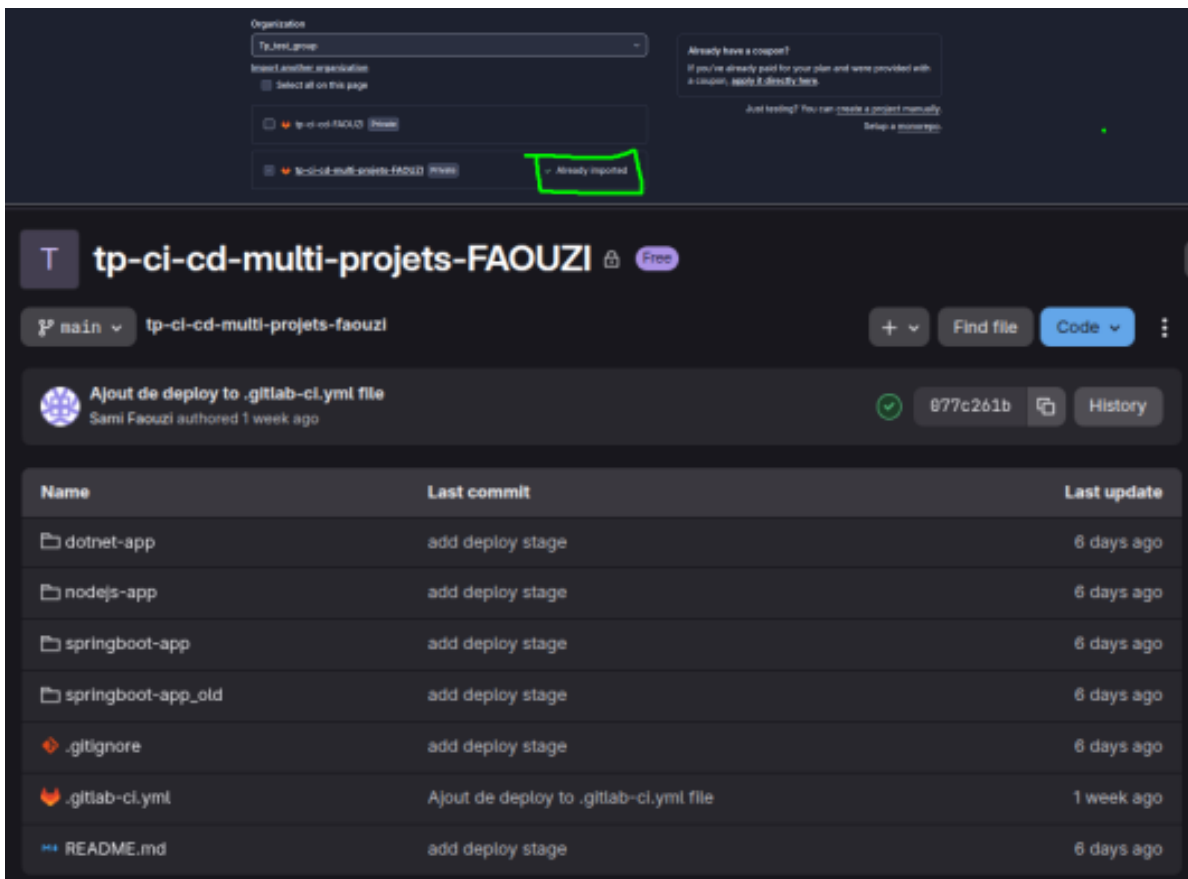 Organization
Tp_test_group
Import another organization
Select all on this page
tp-ci-cd-FAOUZI Private
tp-ci-cd-multi-projets-FAOUZI Private Already imported
Already have a coupon?
If you've already paid for your plan and were provided with
a coupon, apply it directly here.
Just testing? You can create a project manually.
Setup a monorepo.
T tp-ci-cd-multi-projets-FAOUZI Free
main tp-ci-cd-multi-projets-faouzi + Find file Code
Ajout de deploy to .gitlab-ci.yml file
Sami Faouzi authored 1 week ago
077c261b History
Name Last commit Last update
dotnet-app add deploy stage 6 days ago
nodejs-app add deploy stage 6 days ago
springboot-app add deploy stage 6 days ago
springboot-app_old add deploy stage 6 days ago
.gitignore add deploy stage 6 days ago
.gitlab-ci.yml Ajout de deploy to .gitlab-ci.yml file 1 week ago
README.md add deploy stage 6 days ago